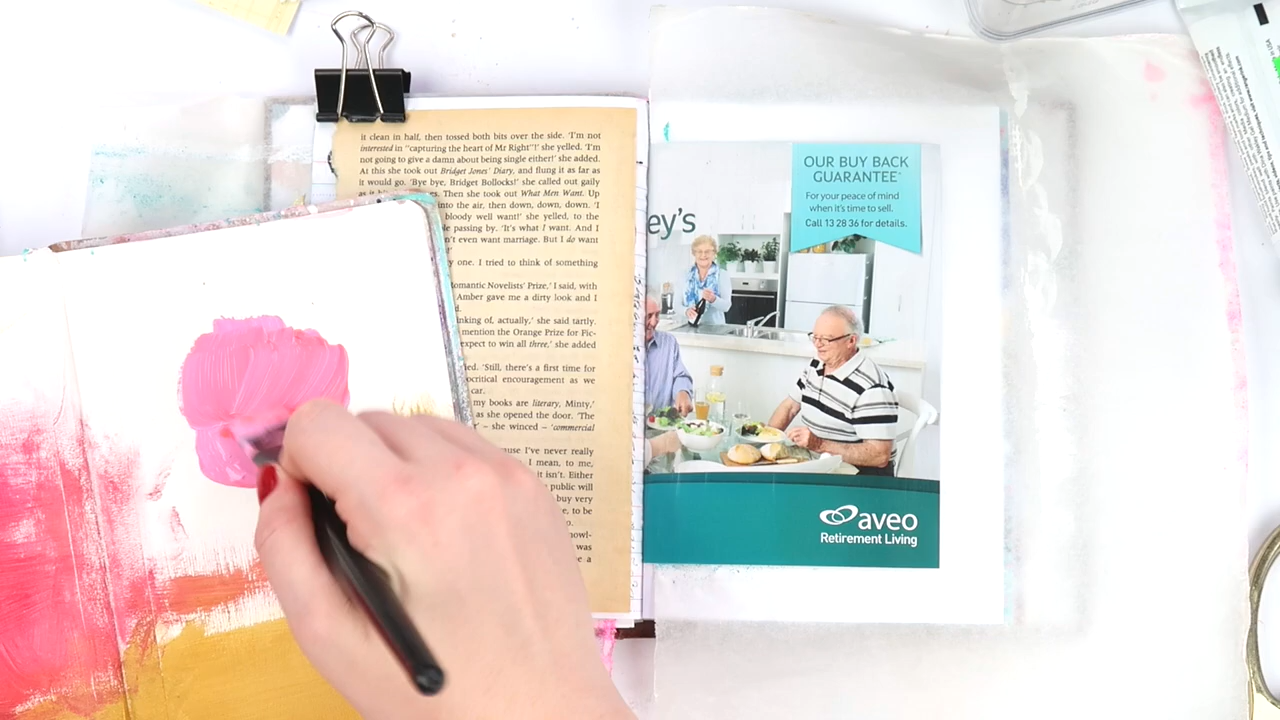 it clean in half, then tossed both bits over the side. 'I'm not
interested in "capturing the heart of Mr Right"!' she yelled. 'I'm
not going to give a damn about being single either!' she added.
At this she took out Bridget Jones' Diary, and flung it as far as
it would go. 'Bye bye, Bridget Bollocks!' she called out gaily
Then she took out What Men Want. Up
into the air, then down, down, down. 'I
bloody well want!' she yelled, to the
passing by. 'It's what I want. And I
even want marriage. But I do want
one. I tried to think of something
Romantic Novelists' Prize,' I said, with
Amber gave me a dirty look and I
of, actually,' she said tartly.
mention the Orange Prize for Fic-
expect to win all three,' she added
'Still, there's a first time for
encouragement as we
car.
my books are literary, Minty,'
as she opened the door. 'The
– she winced – 'commercial
I've never really
I mean, to me,
it isn't. Either
public will
buy very
to be
was
a
ey's
OUR BUY BACK
GUARANTEE*
For your peace of mind
when it's time to sell.
Call 13 28 36 for details.
aveo
Retirement Living